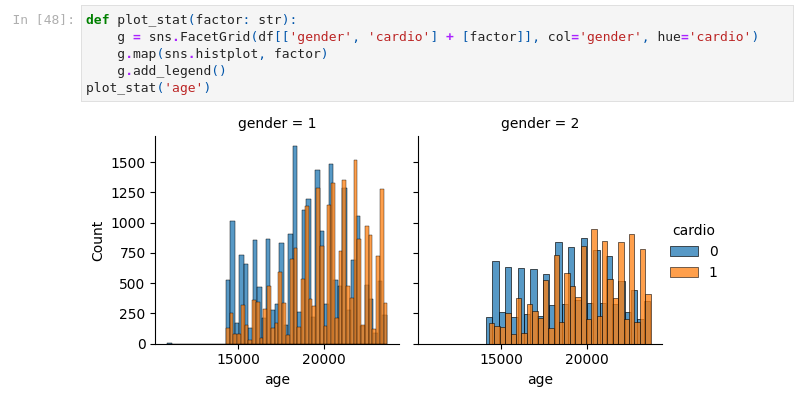 In [48]: def plot_stat(factor: str):
g = sns.FacetGrid(df[['gender', 'cardio'] + [factor]], col='gender', hue='cardio')
g.map(sns.histplot, factor)
g.add_legend()
plot_stat('age')
gender = 1 gender = 2
1500
1250
1000
750
500
250
0
Count
15000 20000 15000 20000
age age
cardio
0
1